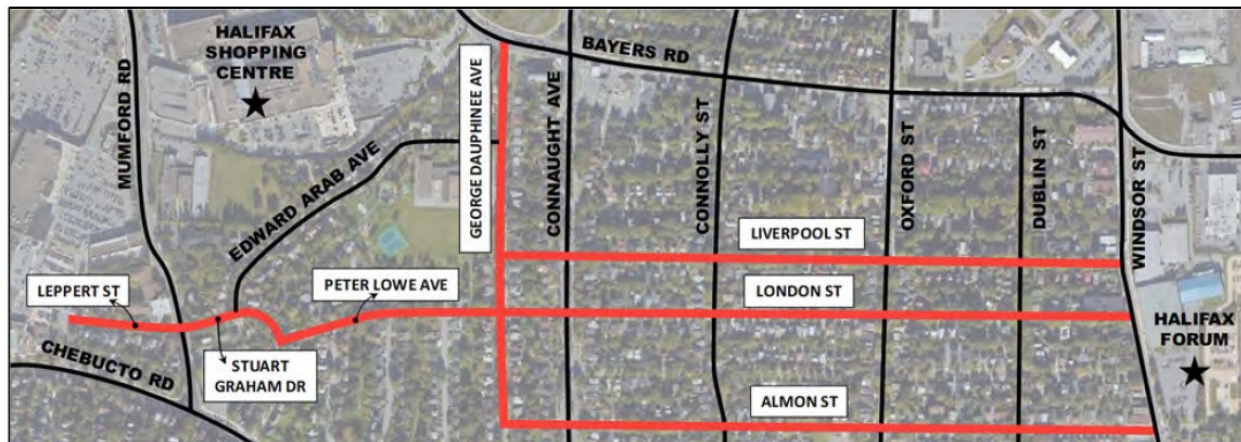 HALIFAX
SHOPPING
CENTRE
MUMFORD RD
GEORGE DAUPHINEE AVE
CONNAUGHT AVE
BAYERS RD
CONNOLLY ST
OXFORD ST
DUBLIN ST
WINDSOR ST
EDWARD ARAB AVE
LIVERPOOL ST
LEPPERT ST
PETER LOWE AVE
LONDON ST
HALIFAX
FORUM
CHEBUCTO RD
STUART
GRAHAM DR
ALMON ST